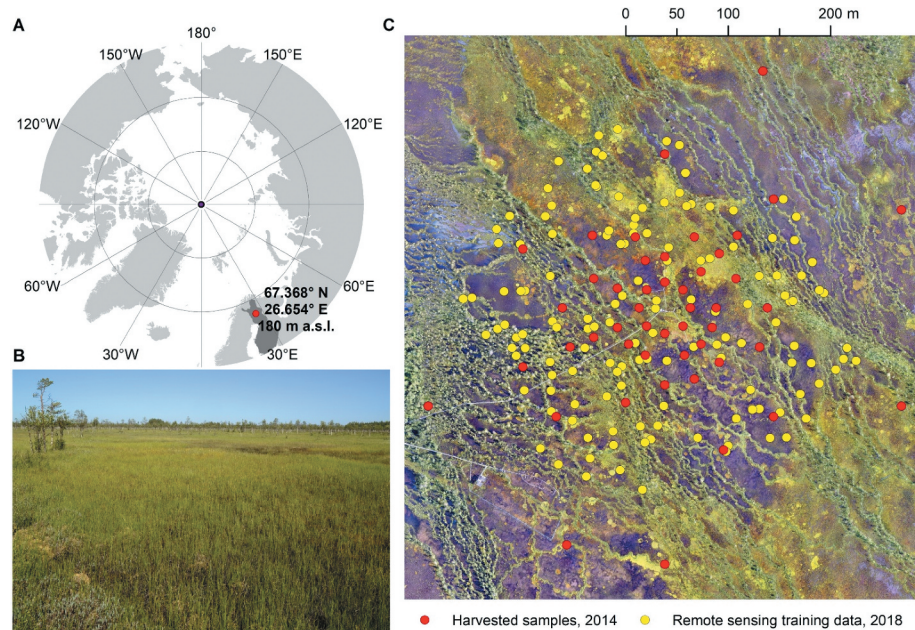 A
180°
150°W
150°E
120°W
120°E
60°W
60°E
67.368° N
26.654° E
180 m a.s.l.
30°W
30°E
B
C
0 50 100 200 m
Harvested samples, 2014
Remote sensing training data, 2018